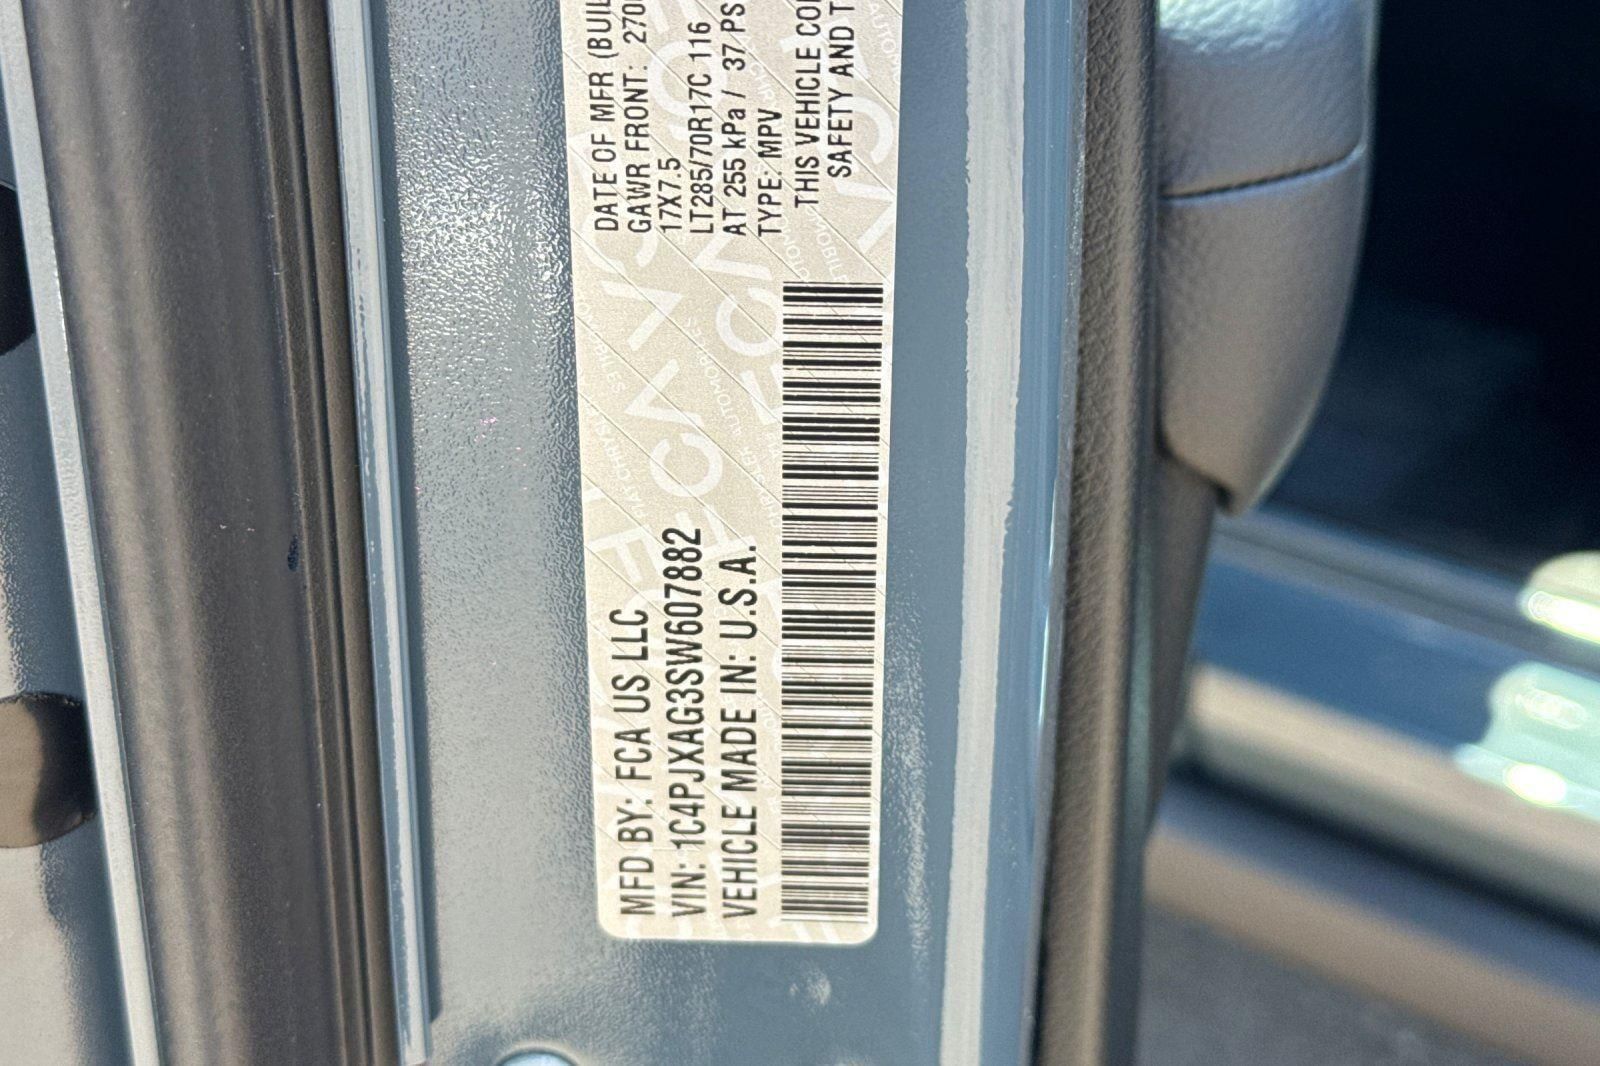 MFD BY: FCA US LLC
VIN: 1C4PJXAG3SW607882
VEHICLE MADE IN: U.S.A.
DATE OF MFR (BUIL
GAWR FRONT: 270
17X7.5
LT285/70R17C 116
AT 255 kPa / 37 PS
TYPE: MPV
THIS VEHICLE CO
SAFETY AND T